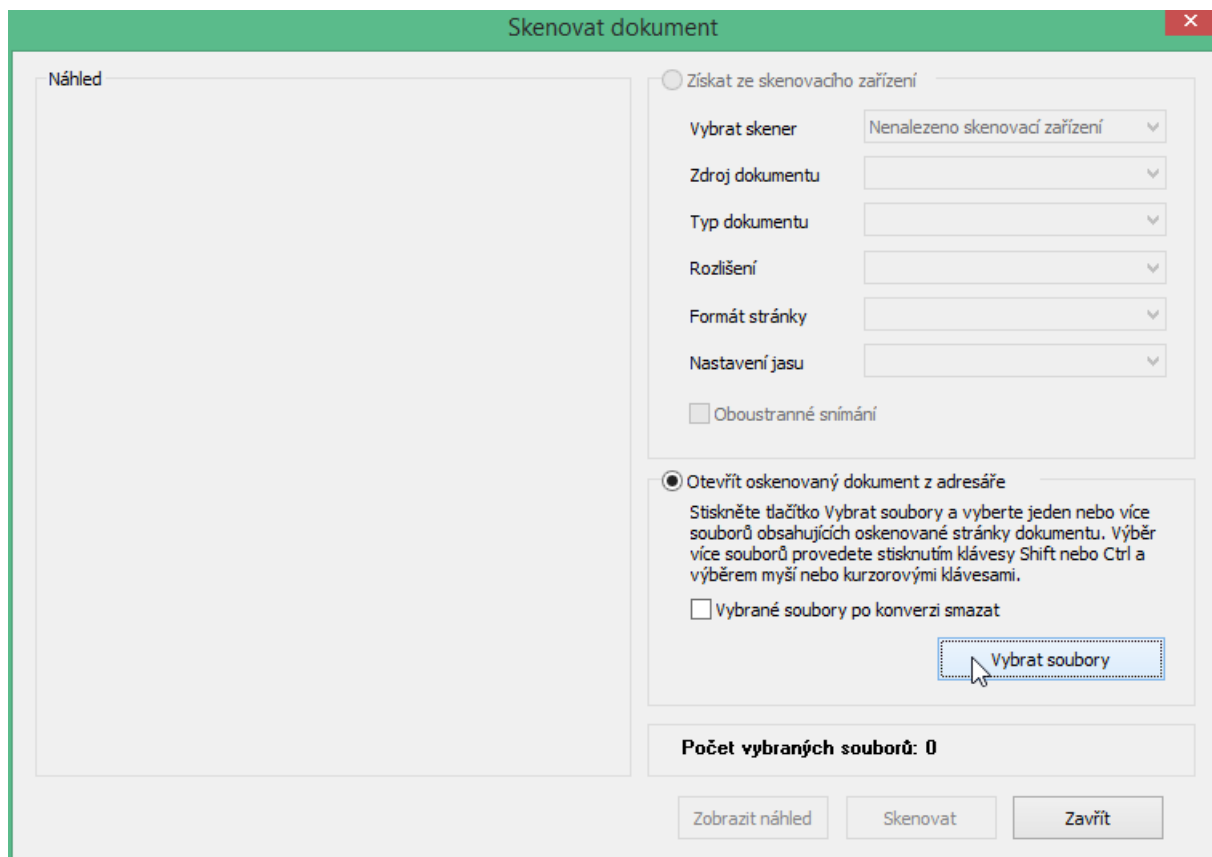 Skenovat dokument
Náhled
Získat ze skenovacího zařízení
Vybrat skener
Nenalezeno skenovací zařízení
Zdroj dokumentu
Typ dokumentu
Rozlišení
Formát stránky
Nastavení jasu
Oboustranné snímání
Otevřít oskenovaný dokument z adresáře
Stiskněte tlačítko Vybrat soubory a vyberte jeden nebo více
souborů obsahujících oskenované stránky dokumentu. Výběr
více souborů provedete stisknutím klávesy Shift nebo Ctrl a
výběrem myší nebo kurzorovými klávesami.
Vybrané soubory po konverzi smazat
Vybrat soubory
Počet vybraných souborů: 0
Zobrazit náhled
Skenovat
Zavřít